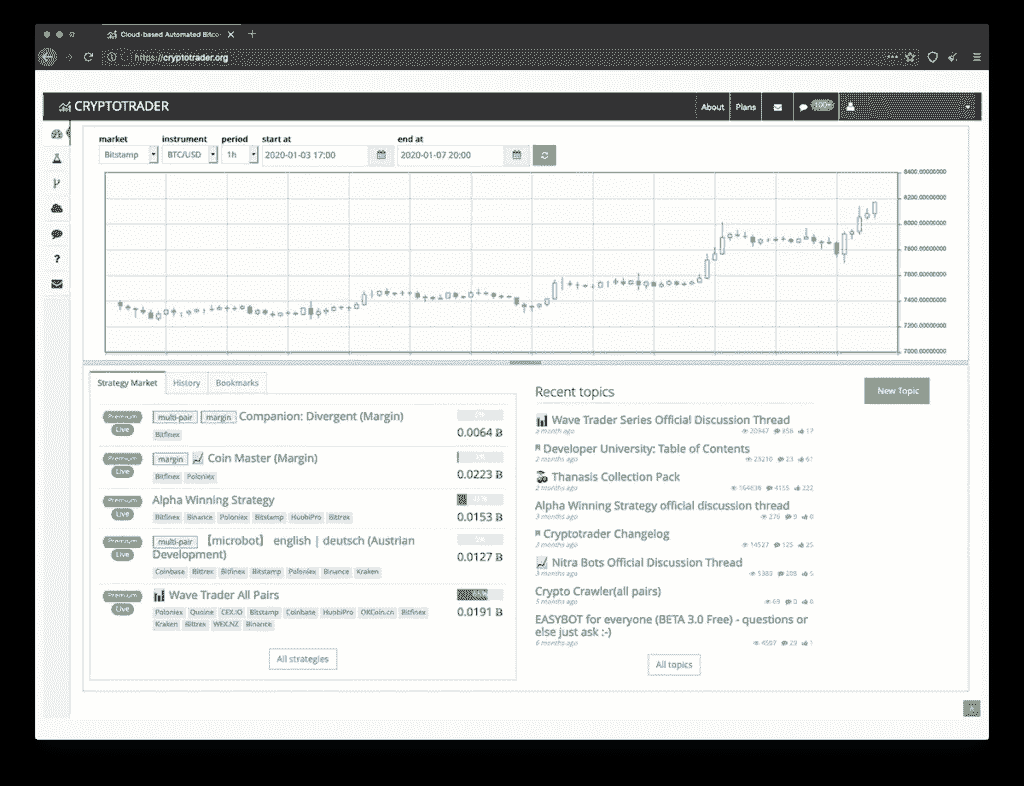 Cloud-based Automated Bitco
https://cryptotrader.org
CRYPTOTRADER
About
Plans
100+
market instrument period start at end at
Bitstamp BTC/USD 1h 2020-01-03 17:00 2020-01-07 20:00
8400.00000000
8200.00000000
8000.00000000
7800.00000000
7600.00000000
7400.00000000
7200.00000000
7000.00000000
Strategy Market History Bookmarks
Premium multi-pair margin Companion: Divergent (Margin)
Live Bitfinex 0.0064 Ƀ
Premium margin Coin Master (Margin)
Live Bitfinex Poloniex 0.0223 Ƀ
Premium Alpha Winning Strategy
Live Bitfinex Binance Poloniex Bitstamp HuobiPro Bittrex 0.0153 Ƀ
Premium multi-pair 【microbot】 english | deutsch (Austrian
Live Development) 0.0127 Ƀ
Coinbase Bittrex Bitfinex Bitstamp Poloniex Binance Kraken
Premium Wave Trader All Pairs
Live Poloniex Quoine CEX.IO Bitstamp Coinbase HuobiPro OKCoin.cn Bitfinex 0.0191 Ƀ
Kraken Bittrex WEX.NZ Binance
All strategies
Recent topics
New Topic
Wave Trader Series Official Discussion Thread
a month ago 20947 858 17
Developer University: Table of Contents
2 months ago 23210 23 61
Thanasis Collection Pack
2 months ago 164838 4155 222
Alpha Winning Strategy official discussion thread
3 months ago 276 9 0
Cryptotrader Changelog
3 months ago 14527 125 25
Nitra Bots Official Discussion Thread
3 months ago 5383 208 5
Crypto Crawler(all pairs)
5 months ago 69 0 0
EASYBOT for everyone (BETA 3.0 Free) - questions or
else just ask :-)
6 months ago 4507 29 1
All topics